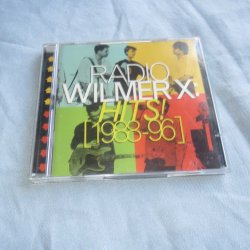 RADIO
WILMER X!
HITS!
[1983-96]